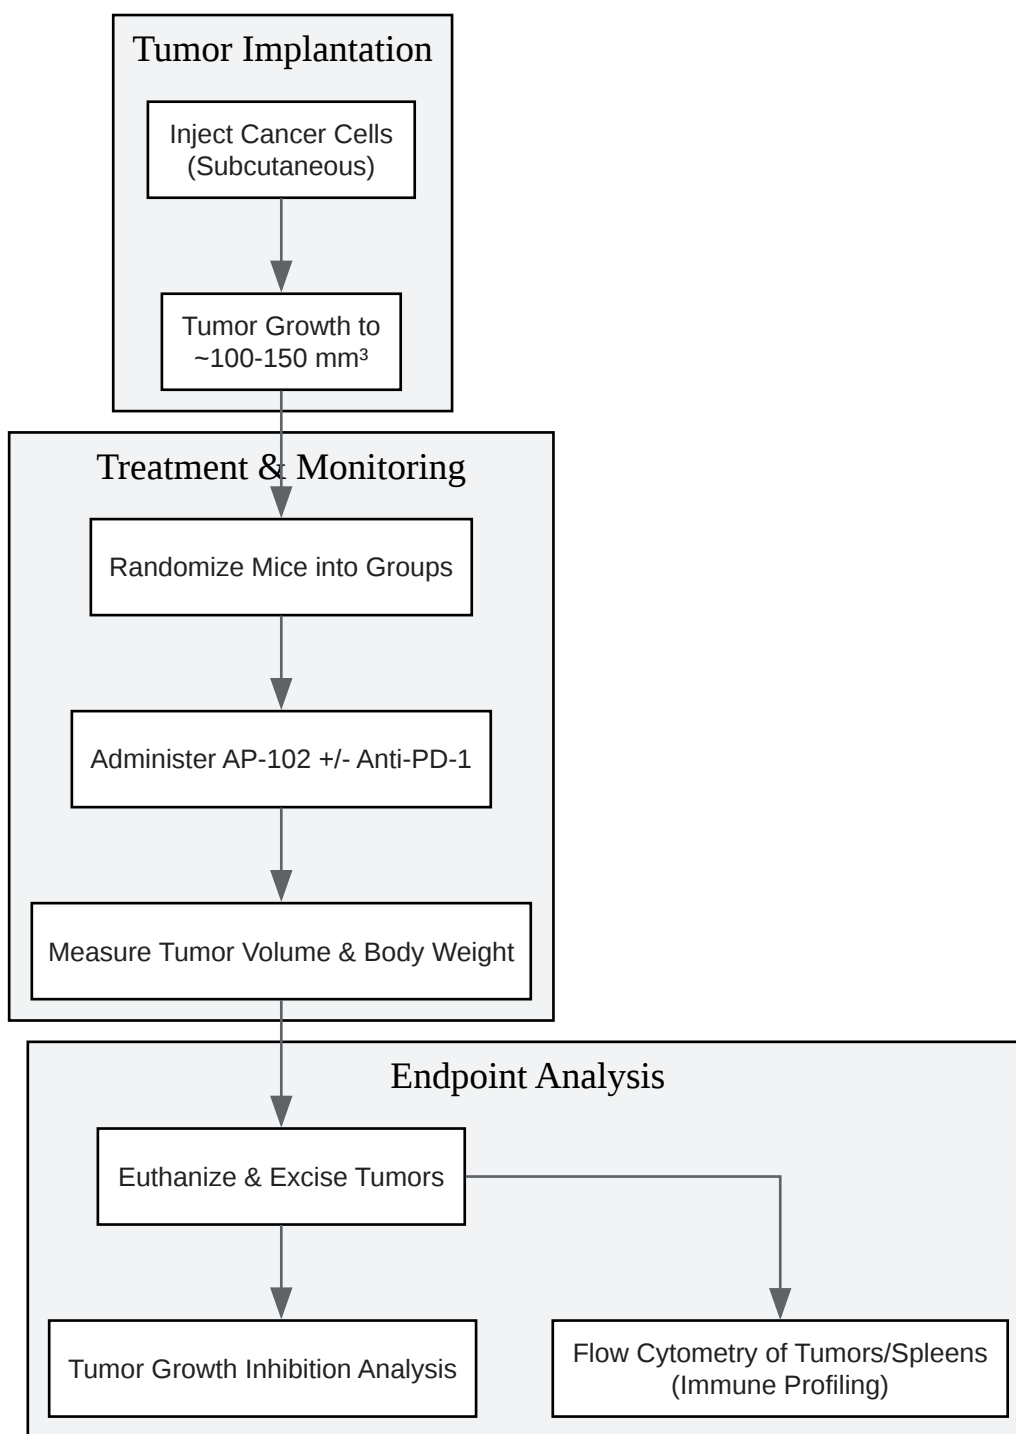 Tumor Implantation
Inject Cancer Cells
(Subcutaneous)
Tumor Growth to
~100-150 mm³
Treatment & Monitoring
Randomize Mice into Groups
Administer AP-102 +/- Anti-PD-1
Measure Tumor Volume & Body Weight
Endpoint Analysis
Euthanize & Excise Tumors
Tumor Growth Inhibition Analysis
Flow Cytometry of Tumors/Spleens
(Immune Profiling)